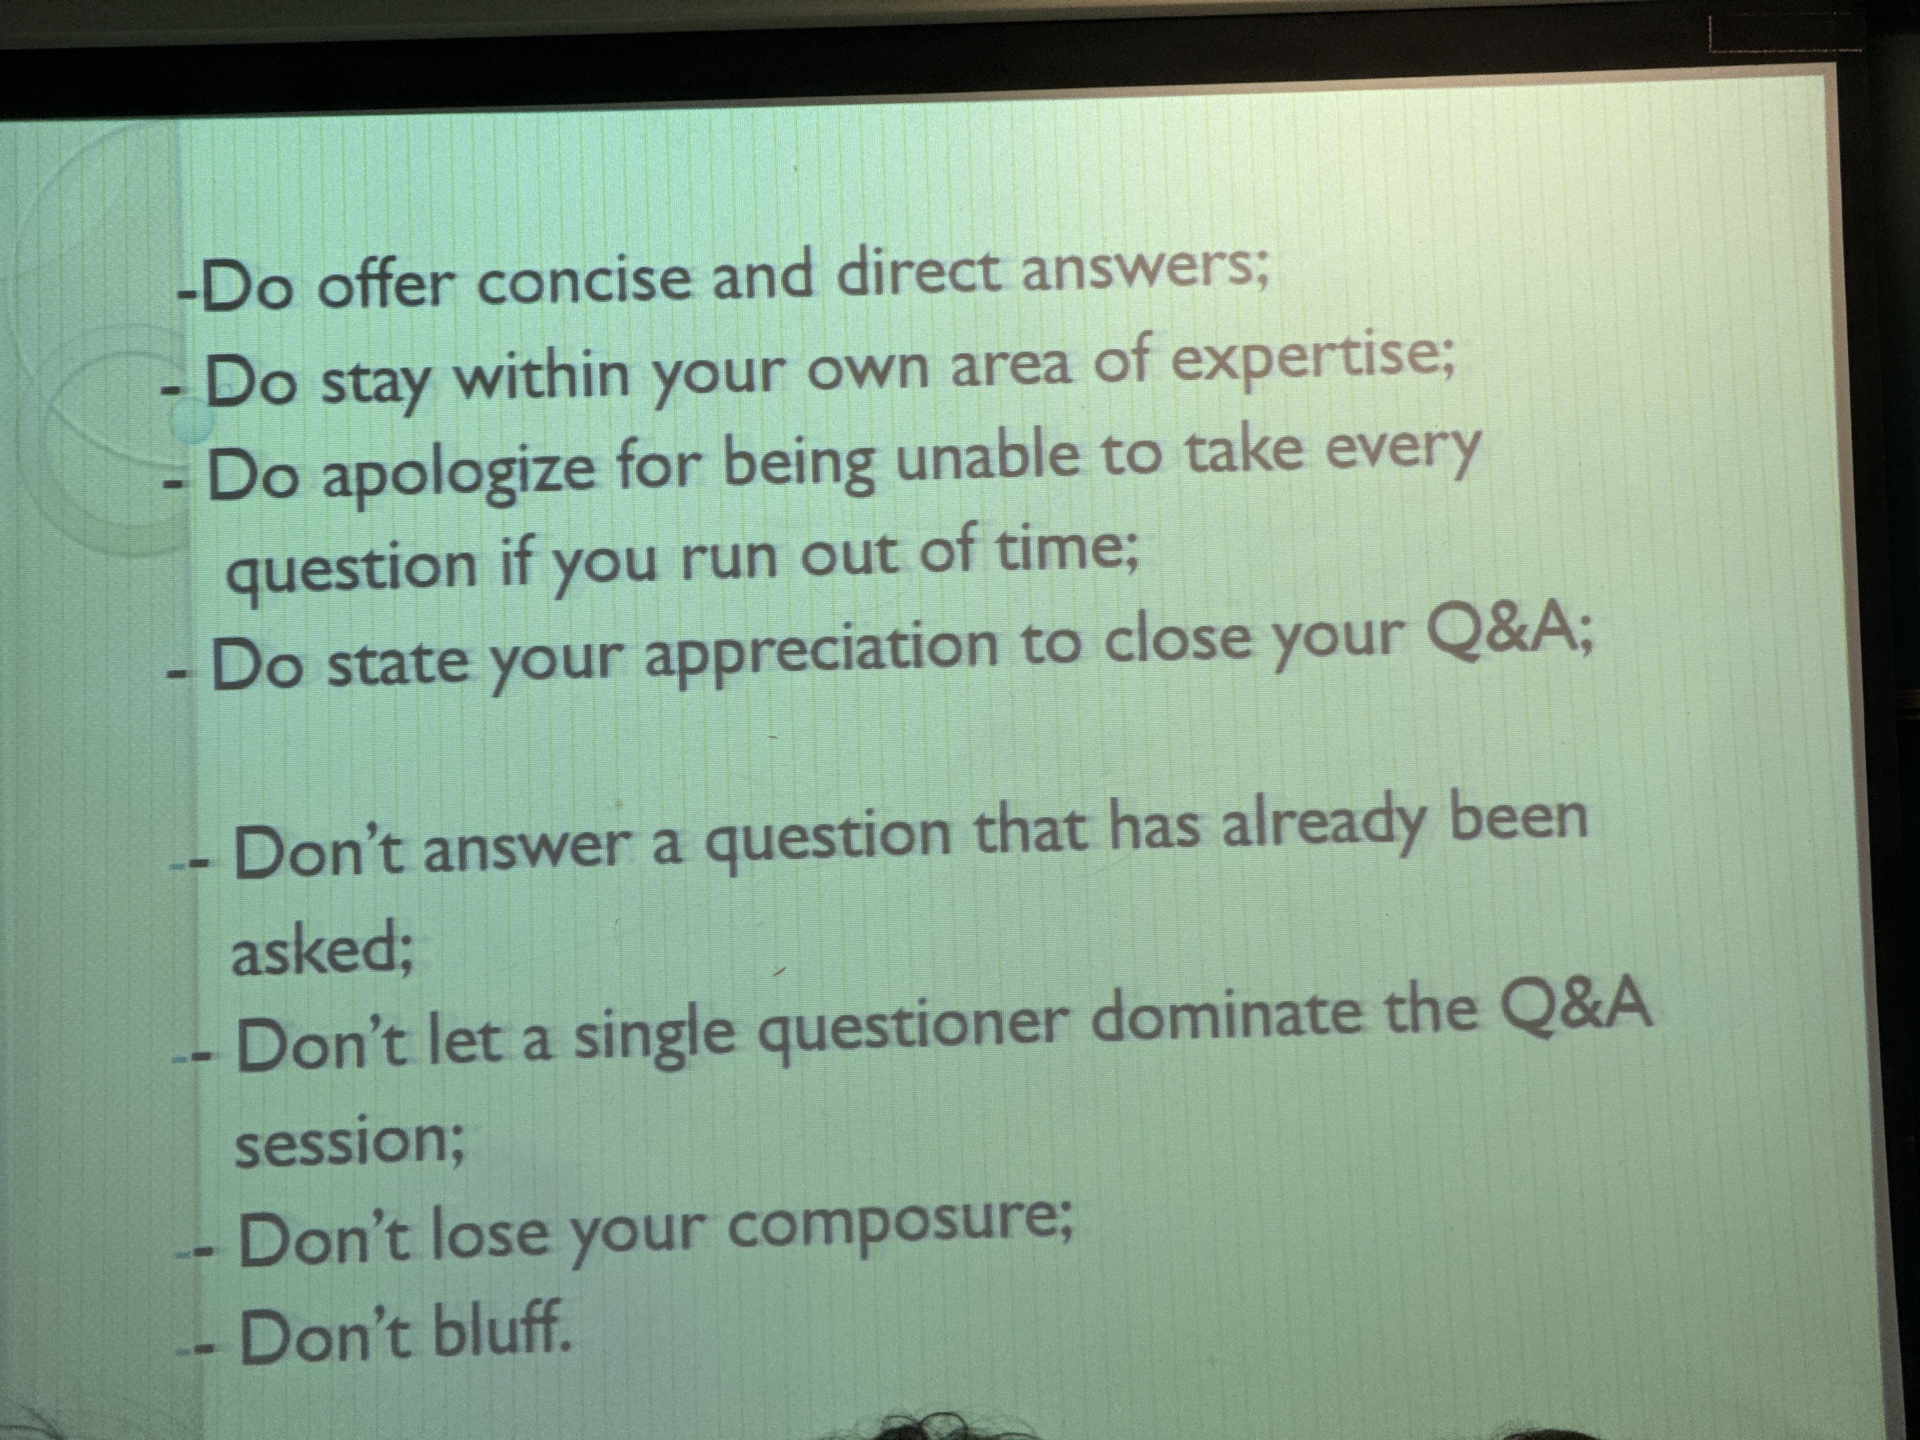 -Do offer concise and direct answers;
- Do stay within your own area of expertise;
- Do apologize for being unable to take every
question if you run out of time;
- Do state your appreciation to close your Q&A;
-- Don't answer a question that has already been
asked;
-- Don't let a single questioner dominate the Q&A
session;
-- Don't lose your composure;
-- Don't bluff.